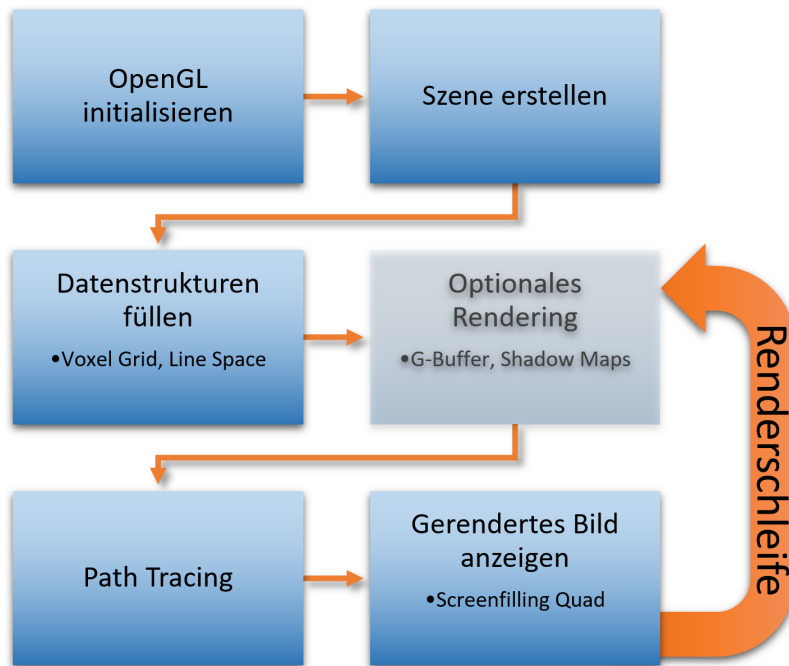 OpenGL
initialisieren
Szene erstellen
Datenstrukturen
füllen
•Voxel Grid, Line Space
Optionales
Rendering
•G-Buffer, Shadow Maps
Path Tracing
Gerendertes Bild
anzeigen
•Screenfilling Quad
Renderschleife